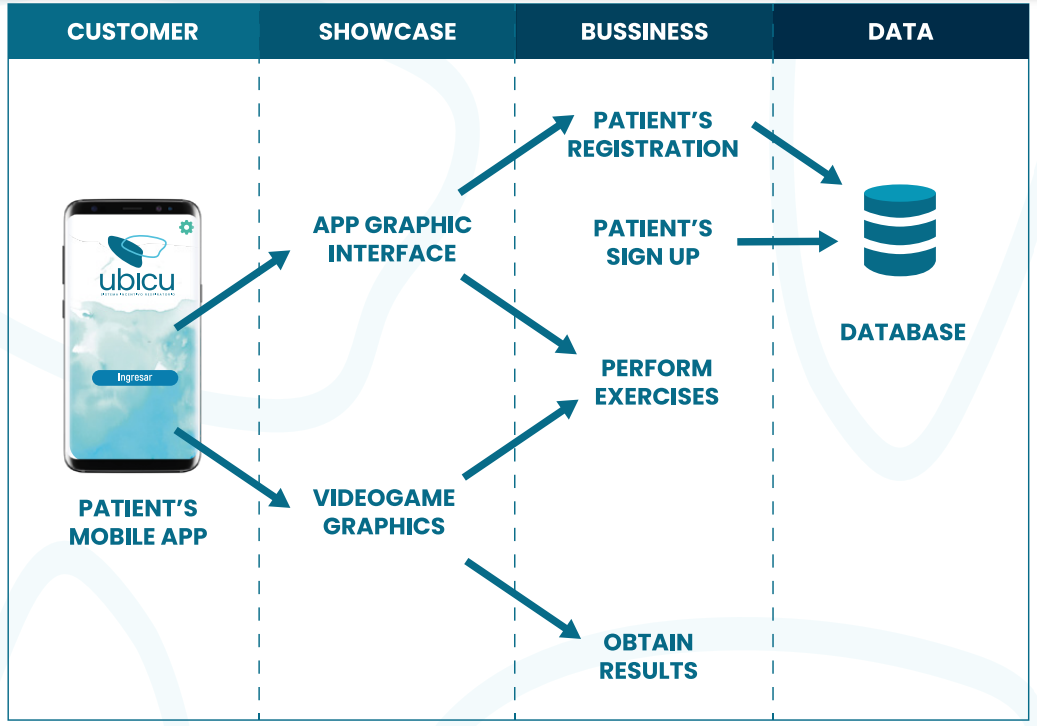 CUSTOMER
SHOWCASE
BUSSINESS
DATA
PATIENT'S
REGISTRATION
APP GRAPHIC
INTERFACE
PATIENT'S
SIGN UP
ubicu
Ingresar
DATABASE
PERFORM
EXERCISES
PATIENT'S
MOBILE APP
VIDEOGAME
GRAPHICS
OBTAIN
RESULTS